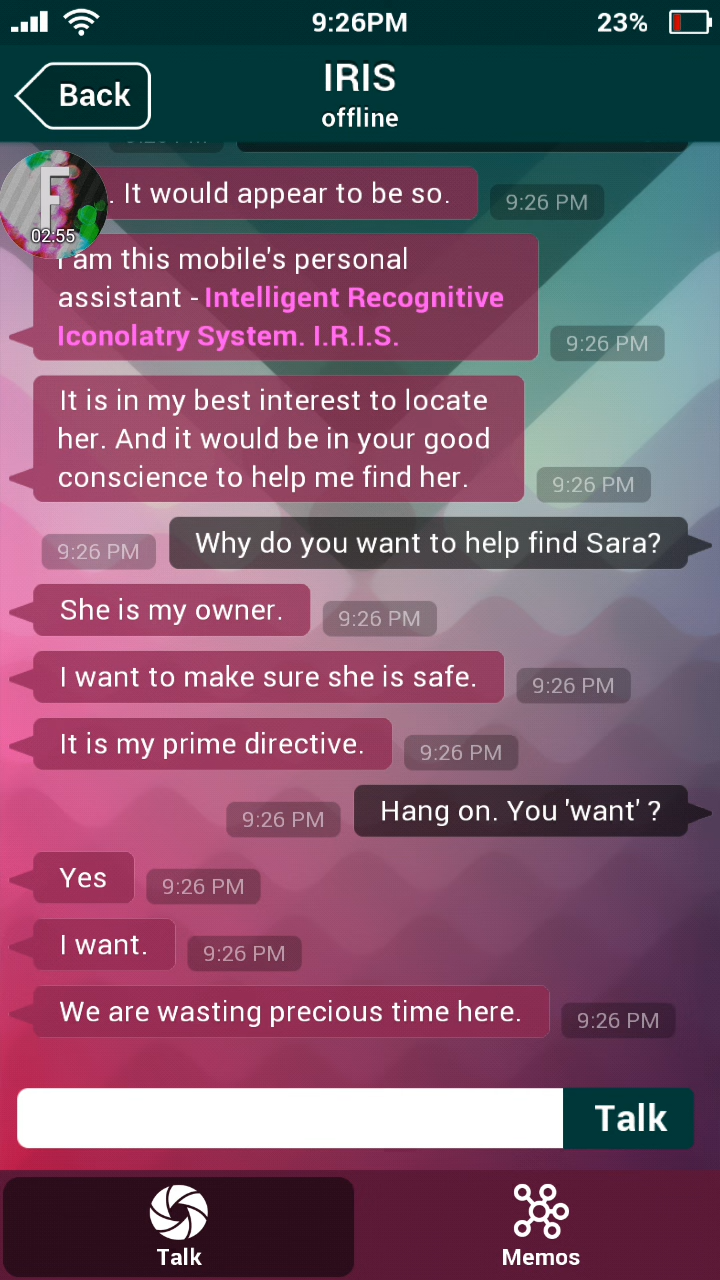 9:26PM
23%
Back
IRIS
offline
9:26 PM
F
02:55
. It would appear to be so.
9:26 PM
I am this mobile's personal
assistant - Intelligent Recognitive
Iconolatry System. I.R.I.S.
9:26 PM
It is in my best interest to locate
her. And it would be in your good
conscience to help me find her.
9:26 PM
9:26 PM
Why do you want to help find Sara?
She is my owner.
9:26 PM
I want to make sure she is safe.
9:26 PM
It is my prime directive.
9:26 PM
9:26 PM
Hang on. You 'want' ?
Yes
9:26 PM
I want.
9:26 PM
We are wasting precious time here.
9:26 PM
Talk
Talk
Memos